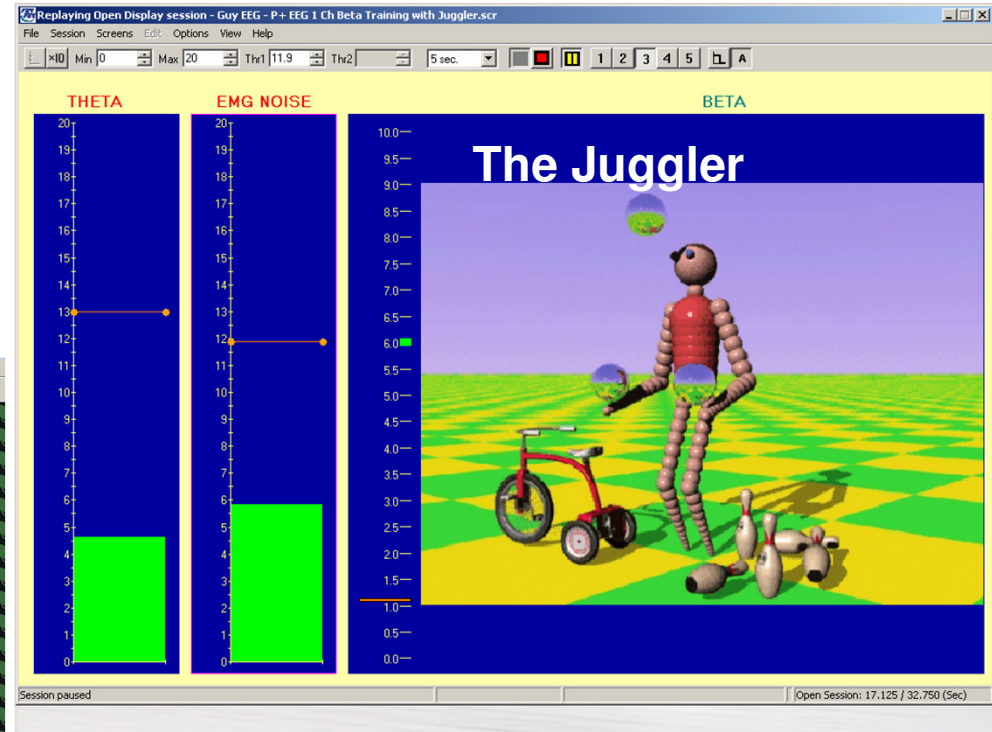 Replaying Open Display session - Guy EEG - P+ EEG 1 Ch Beta Training with Juggler.scr
File Session Screens Edit Options View Help
×10 Min 0 Max 20 Thr1 11.9 Thr2 5 sec. 1 2 3 4 5 A
THETA EMG NOISE BETA
The Juggler
20 20 10.0
19 19 9.5
18 18 9.0
17 17 8.5
16 16 8.0
15 15 7.5
14 14 7.0
13 13 6.5
12 12 6.0
11 11 5.5
10 10 5.0
9 9 4.5
8 8 4.0
7 7 3.5
6 6 3.0
5 5 2.5
4 4 2.0
3 3 1.5
2 2 1.0
1 1 0.5
0 0 0.0
Session paused Open Session: 17.125 / 32.750 (Sec)